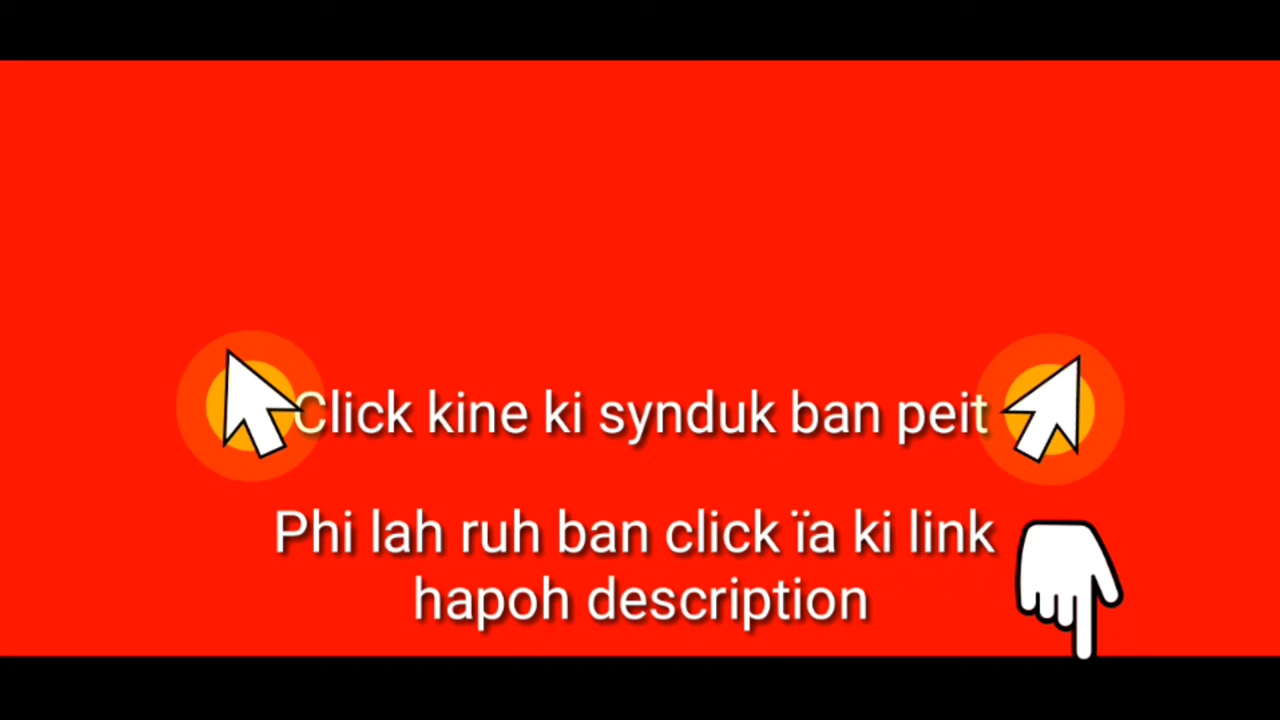 Click kine ki synduk ban peit
Phi lah ruh ban click ïa ki link
hapoh description